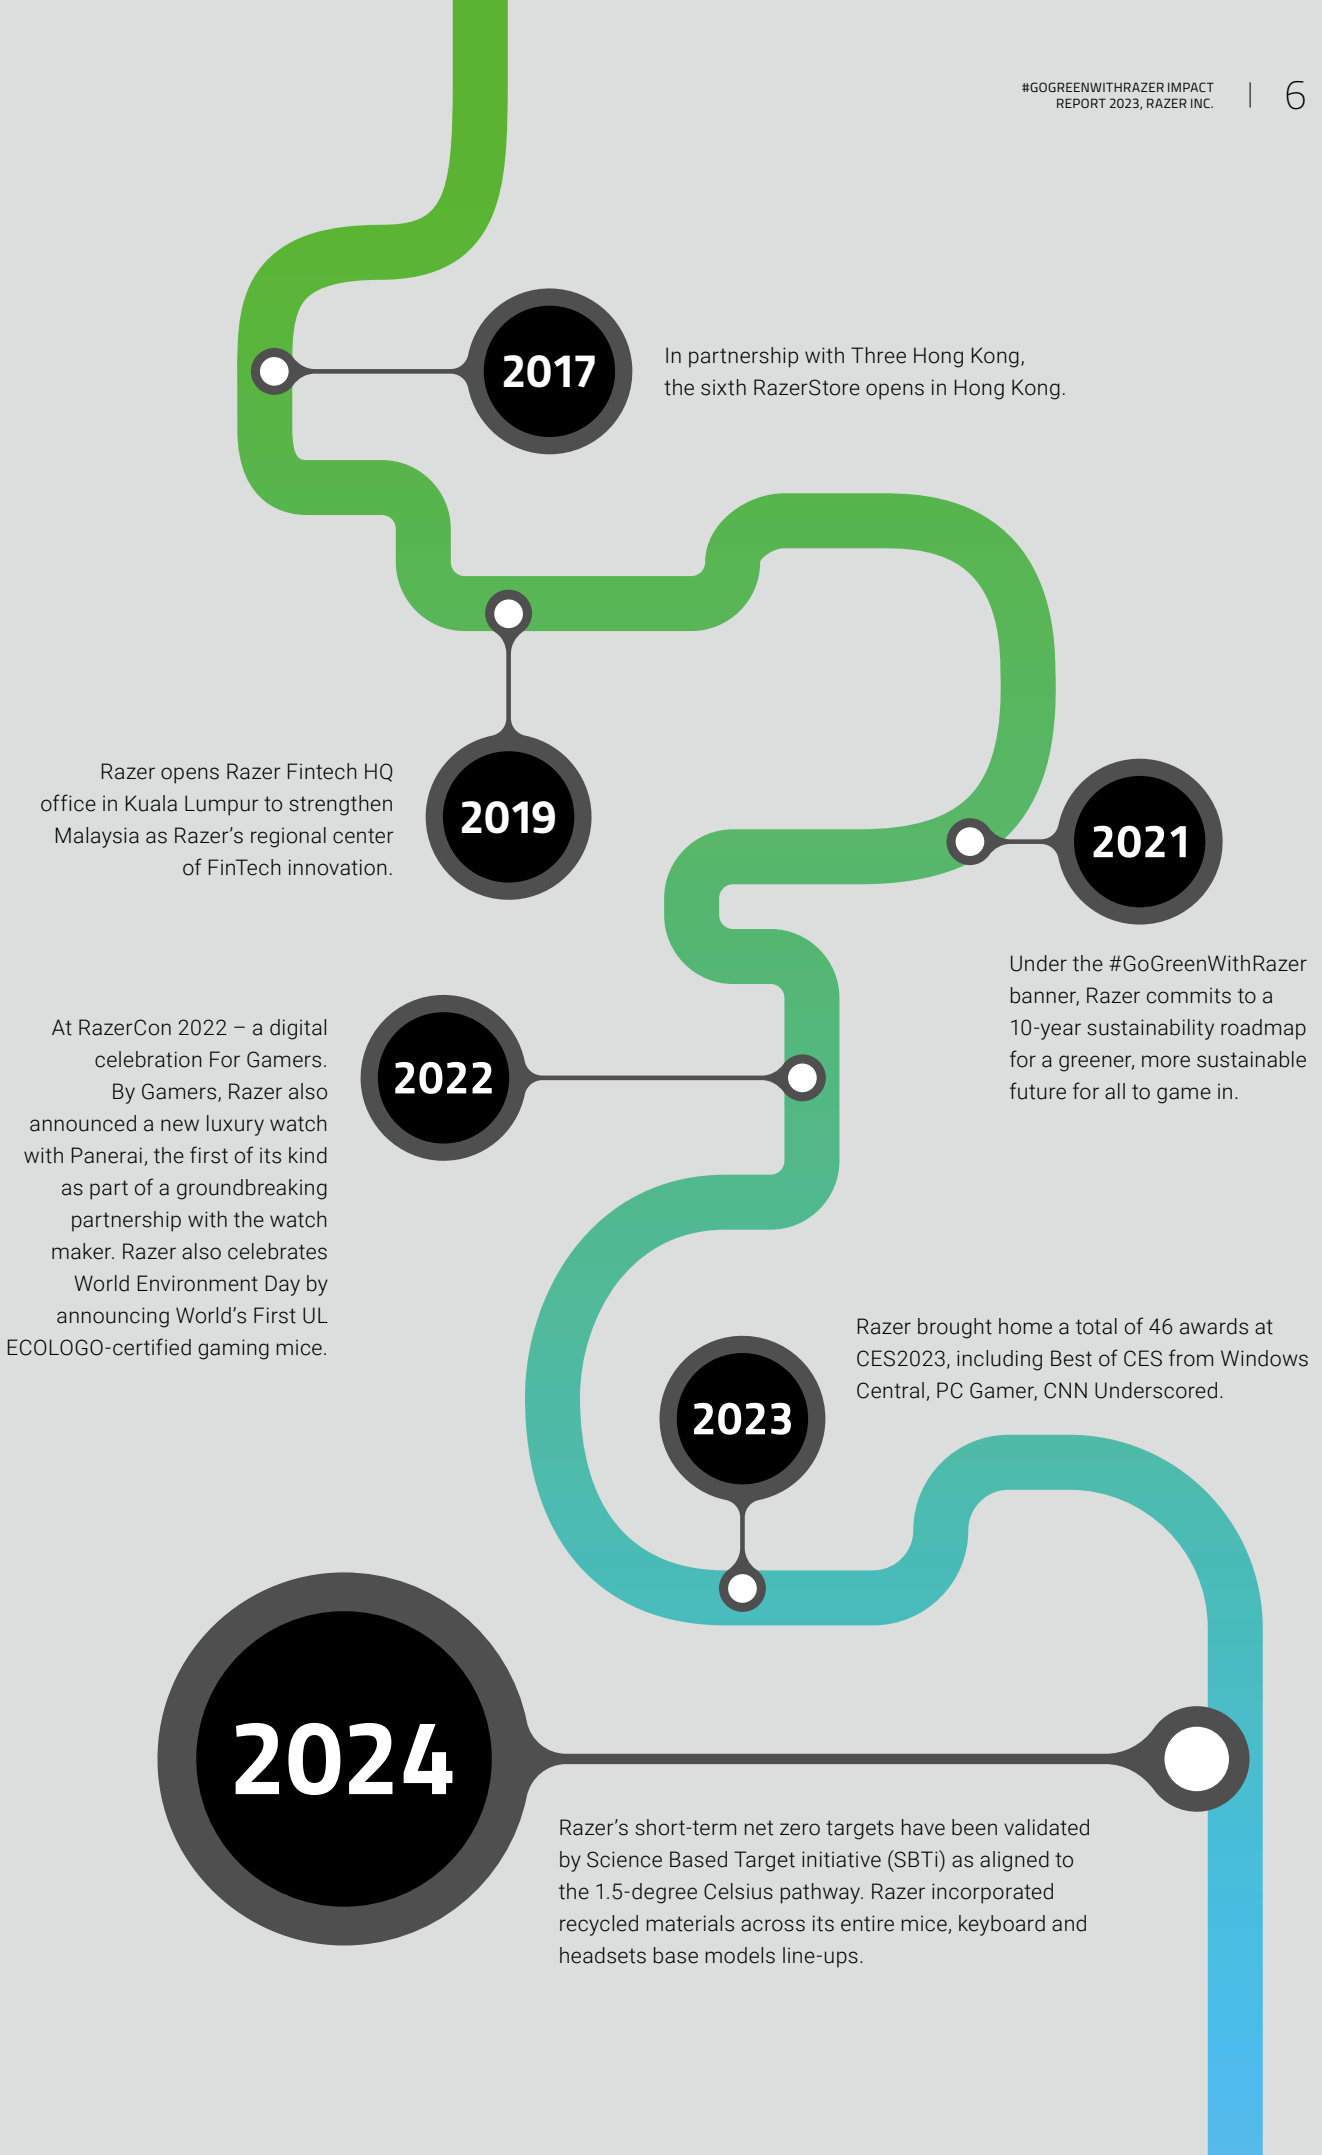 #GOGREENWITHRAZER IMPACT
REPORT 2023, RAZER INC.
6
2017
In partnership with Three Hong Kong,
the sixth RazerStore opens in Hong Kong.
Razer opens Razer Fintech HQ
office in Kuala Lumpur to strengthen
Malaysia as Razer’s regional center
of FinTech innovation.
2019
2021
Under the #GoGreenWithRazer
banner, Razer commits to a
10-year sustainability roadmap
for a greener, more sustainable
future for all to game in.
At RazerCon 2022 – a digital
celebration For Gamers.
By Gamers, Razer also
announced a new luxury watch
with Panerai, the first of its kind
as part of a groundbreaking
partnership with the watch
maker. Razer also celebrates
World Environment Day by
announcing World’s First UL
ECOLOGO-certified gaming mice.
2022
2023
Razer brought home a total of 46 awards at
CES2023, including Best of CES from Windows
Central, PC Gamer, CNN Underscored.
2024
Razer’s short-term net zero targets have been validated
by Science Based Target initiative (SBTi) as aligned to
the 1.5-degree Celsius pathway. Razer incorporated
recycled materials across its entire mice, keyboard and
headsets base models line-ups.